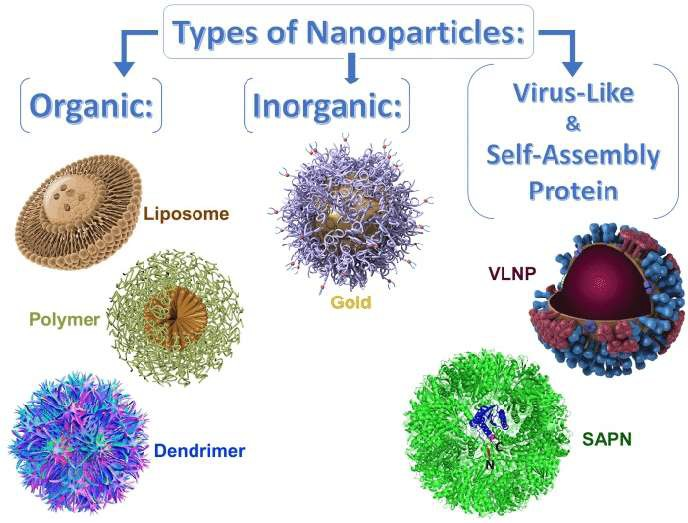 Types of Nanoparticles:
Organic:
Inorganic:
Virus-Like
&
Self-Assembly
Protein
Liposome
Polymer
Dendrimer
Gold
VLNP
SAPN
C
N